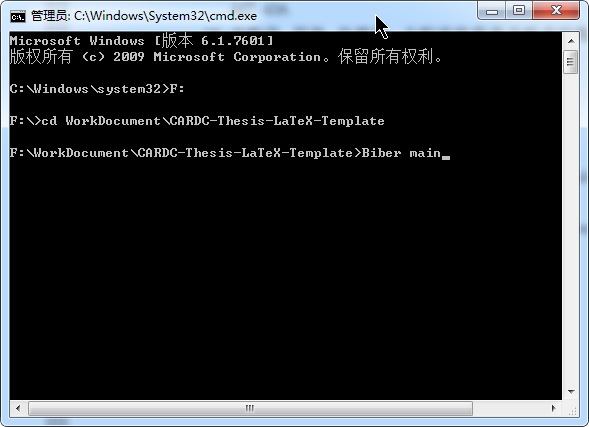 管理员: C:\Windows\System32\cmd.exe
Microsoft Windows [版本 6.1.7601]
版权所有 (c) 2009 Microsoft Corporation。保留所有权利。
C:\Windows\system32>F:
F:\>cd WorkDocument\CARDC-Thesis-LaTeX-Template
F:\WorkDocument\CARDC-Thesis-LaTeX-Template>Biber main